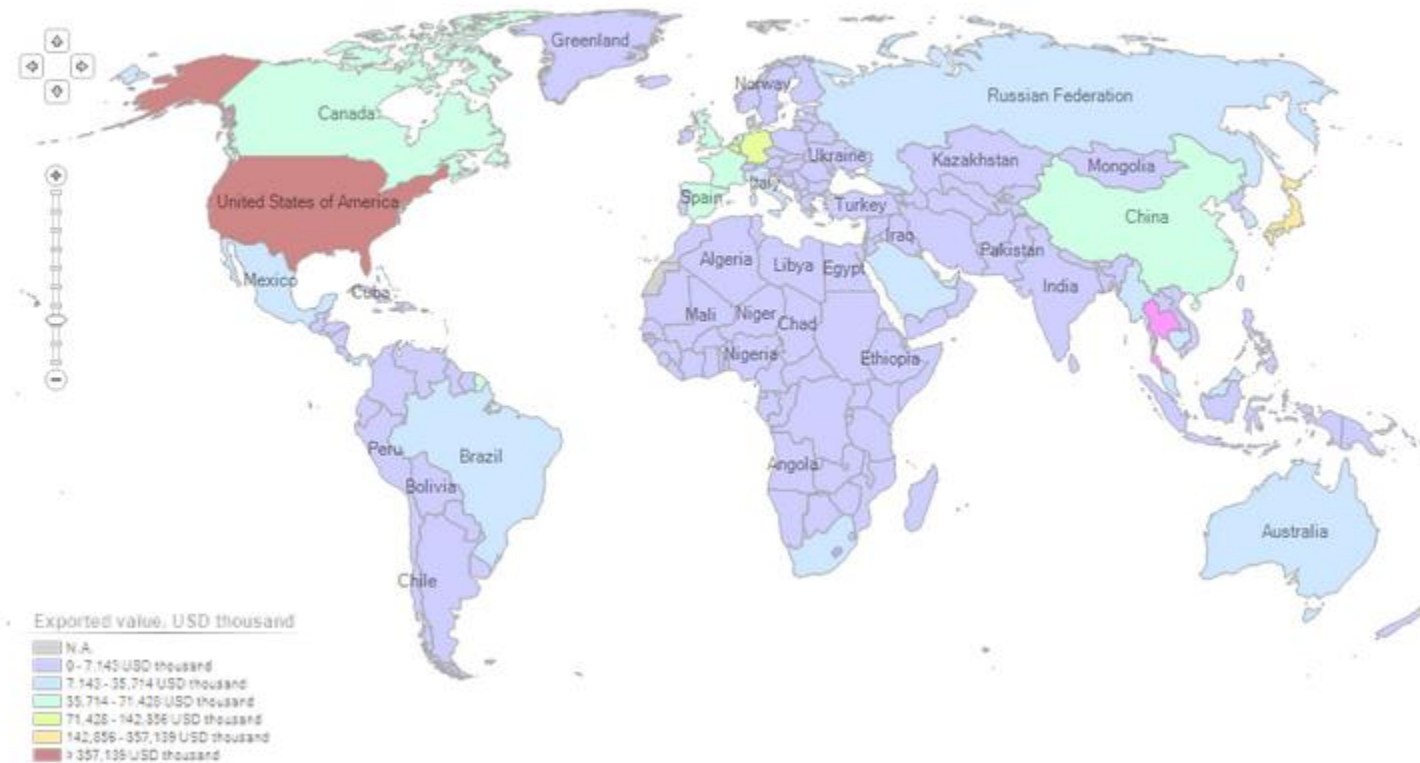 Greenland
Norway
Russian Federation
Canada
Ukraine
Kazakhstan
Mongolia
United States of America
Italy
Spain
Turkey
China
Iraq
Pakistan
Mexico
Algeria
Libya
Egypt
India
Cuba
Mali
Niger
Chad
Nigeria
Ethiopia
Peru
Brazil
Angola
Bolivia
Australia
Chile
Exported value, USD thousand
N.A.
0 - 7,143 USD thousand
7,143 - 35,714 USD thousand
35,714 - 71,428 USD thousand
71,428 - 142,856 USD thousand
142,856 - 357,139 USD thousand
> 357,139 USD thousand